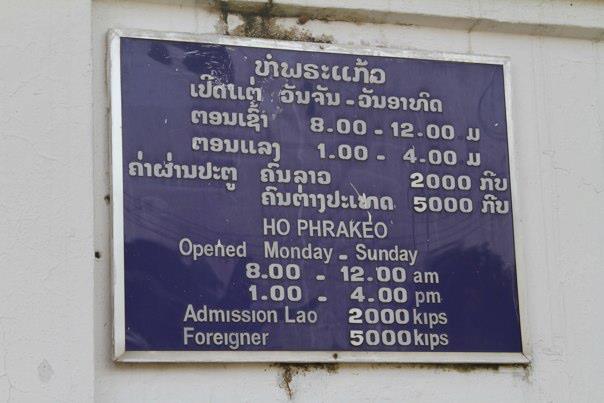 ຫໍພຣະແກ້ວ
ເປີດແຕ່ ວັນຈັນ - ວັນອາທິດ
ຕອນເຊົ້າ 8.00 - 12.00 ມ
ຕອນແລງ 1.00 - 4.00 ມ
ຄ່າຜ່ານປະຕູ ຄົນລາວ 2000 ກີບ
ຄົນຕ່າງປະເທດ 5000 ກີບ
HO PHRAKEO
Opened Monday - Sunday
8.00 - 12.00 am
1.00 - 4.00 pm
Admission Lao 2000 kips
Foreigner 5000 kips